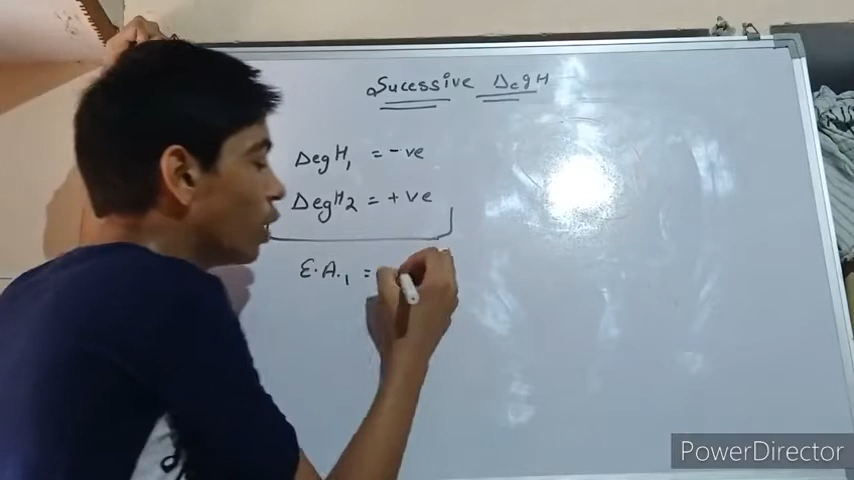 Sucessive ΔegH
ΔegH₁ = -ve
ΔegH₂ = +ve
E.A.₁ =
PowerDirector